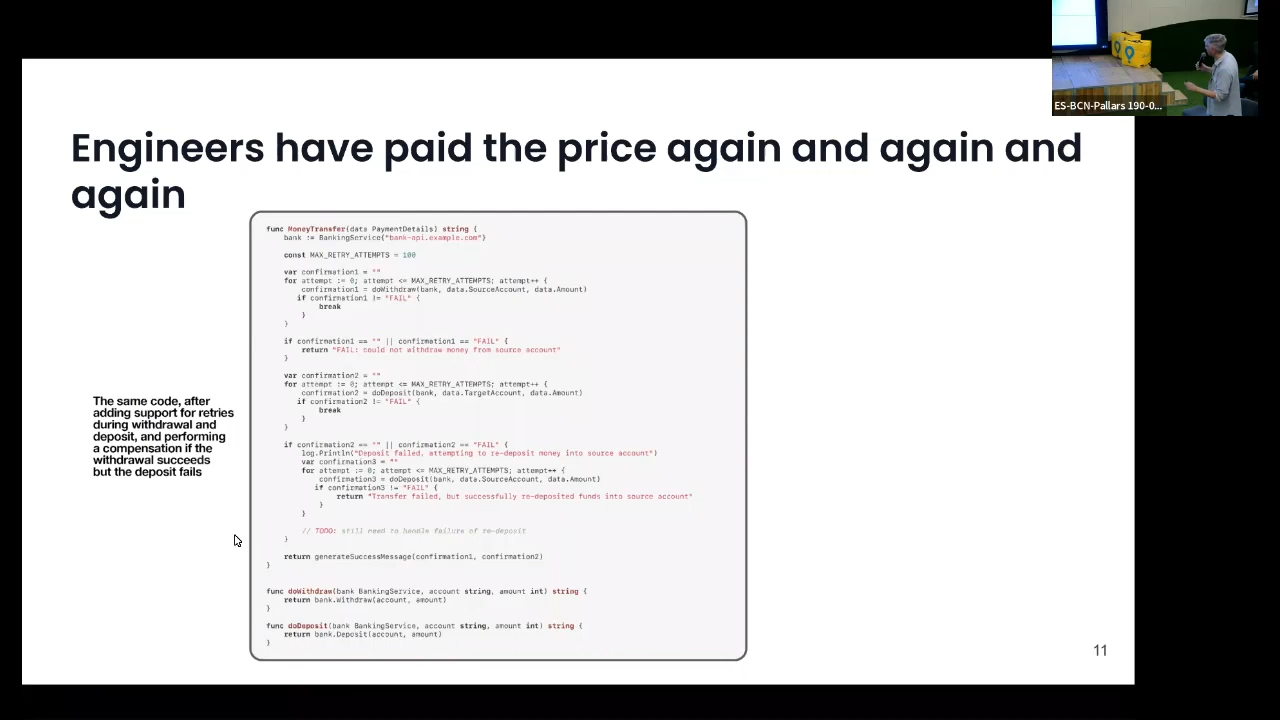 ES-BCN-Pallars 190-0...
Engineers have paid the price again and again and
again
The same code, after
adding support for retries
during withdrawal and
deposit, and performing
a compensation if the
withdrawal succeeds
but the deposit fails
func MoneyTransfer(data PaymentDetails) string {
bank := BankingService{"bank-api.example.com"}
const MAX_RETRY_ATTEMPTS = 100
var confirmation1 = ""
for attempt := 0; attempt <= MAX_RETRY_ATTEMPTS; attempt++ {
confirmation1 = doWithdraw(bank, data.SourceAccount, data.Amount)
if confirmation1 != "FAIL" {
break
}
}
if confirmation1 == "" || confirmation1 == "FAIL" {
return "FAIL: could not withdraw money from source account"
}
var confirmation2 = ""
for attempt := 0; attempt <= MAX_RETRY_ATTEMPTS; attempt++ {
confirmation2 = doDeposit(bank, data.TargetAccount, data.Amount)
if confirmation2 != "FAIL" {
break
}
}
if confirmation2 == "" || confirmation2 == "FAIL" {
log.Println("Deposit failed, attempting to re-deposit money into source account")
var confirmation3 = ""
for attempt := 0; attempt <= MAX_RETRY_ATTEMPTS; attempt++ {
confirmation3 = doDeposit(bank, data.SourceAccount, data.Amount)
if confirmation3 != "FAIL" {
return "Transfer failed, but successfully re-deposited funds into source account"
}
}
// TODO: still need to handle failure of re-deposit
}
return generateSuccessMessage(confirmation1, confirmation2)
}
func doWithdraw(bank BankingService, account string, amount int) string {
return bank.Withdraw(account, amount)
}
func doDeposit(bank BankingService, account string, amount int) string {
return bank.Deposit(account, amount)
}
11